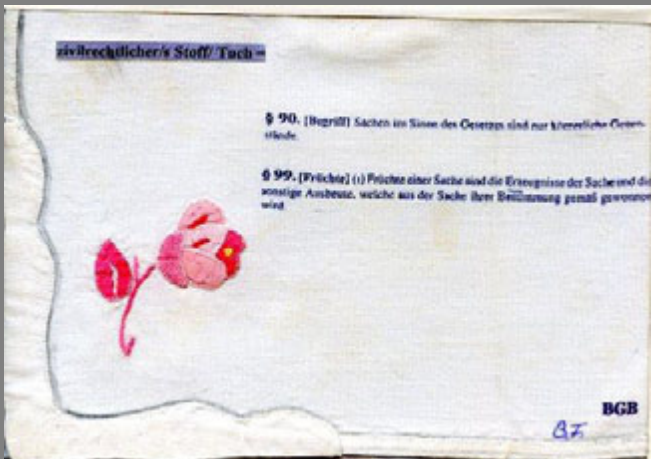 zivilrechtlicher/s Stoff/ Tuch =
§ 90. [Begriff] Sachen im Sinne des Gesetzes sind nur körperliche Gegen-
stände.
§ 99. [Früchte] (1) Früchte einer Sache sind die Erzeugnisse der Sache und die
sonstige Ausbeute, welche aus der Sache ihrer Bestimmung gemäß gewonnen
wird
BGB